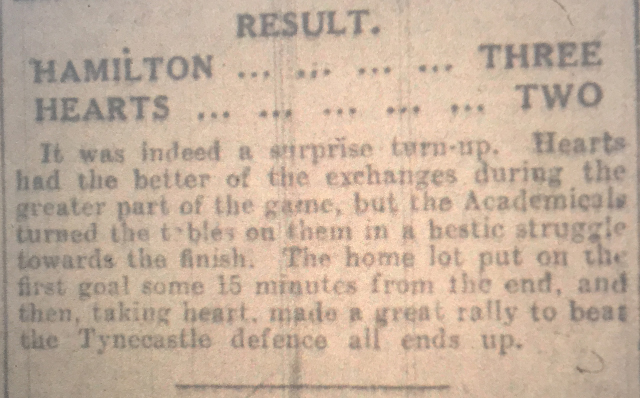 RESULT.
HAMILTON ... ... ... ... THREE
HEARTS ... ... ... ... ... TWO
It was indeed a surprise turn-up. Hearts
had the better of the exchanges during the
greater part of the game, but the Academicals
turned the tables on them in a hectic struggle
towards the finish. The home lot put on the
first goal some 15 minutes from the end, and
then, taking heart, made a great rally to beat
the Tynecastle defence all ends up.